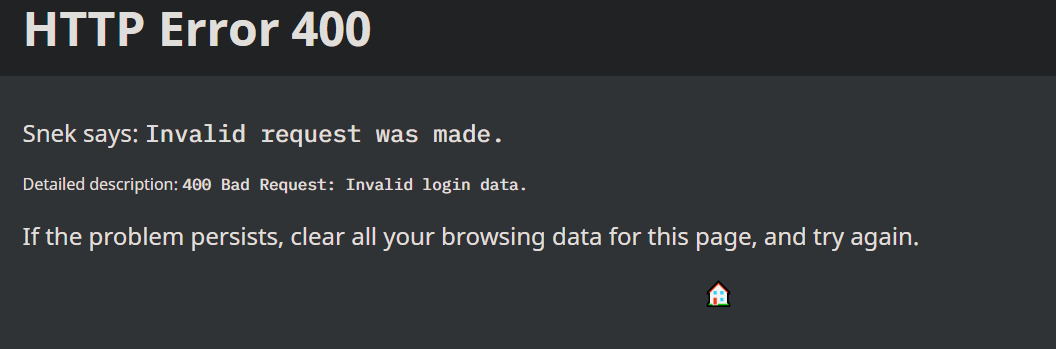 HTTP Error 400
Snek says: Invalid request was made.
Detailed description: 400 Bad Request: Invalid login data.
If the problem persists, clear all your browsing data for this page, and try again.